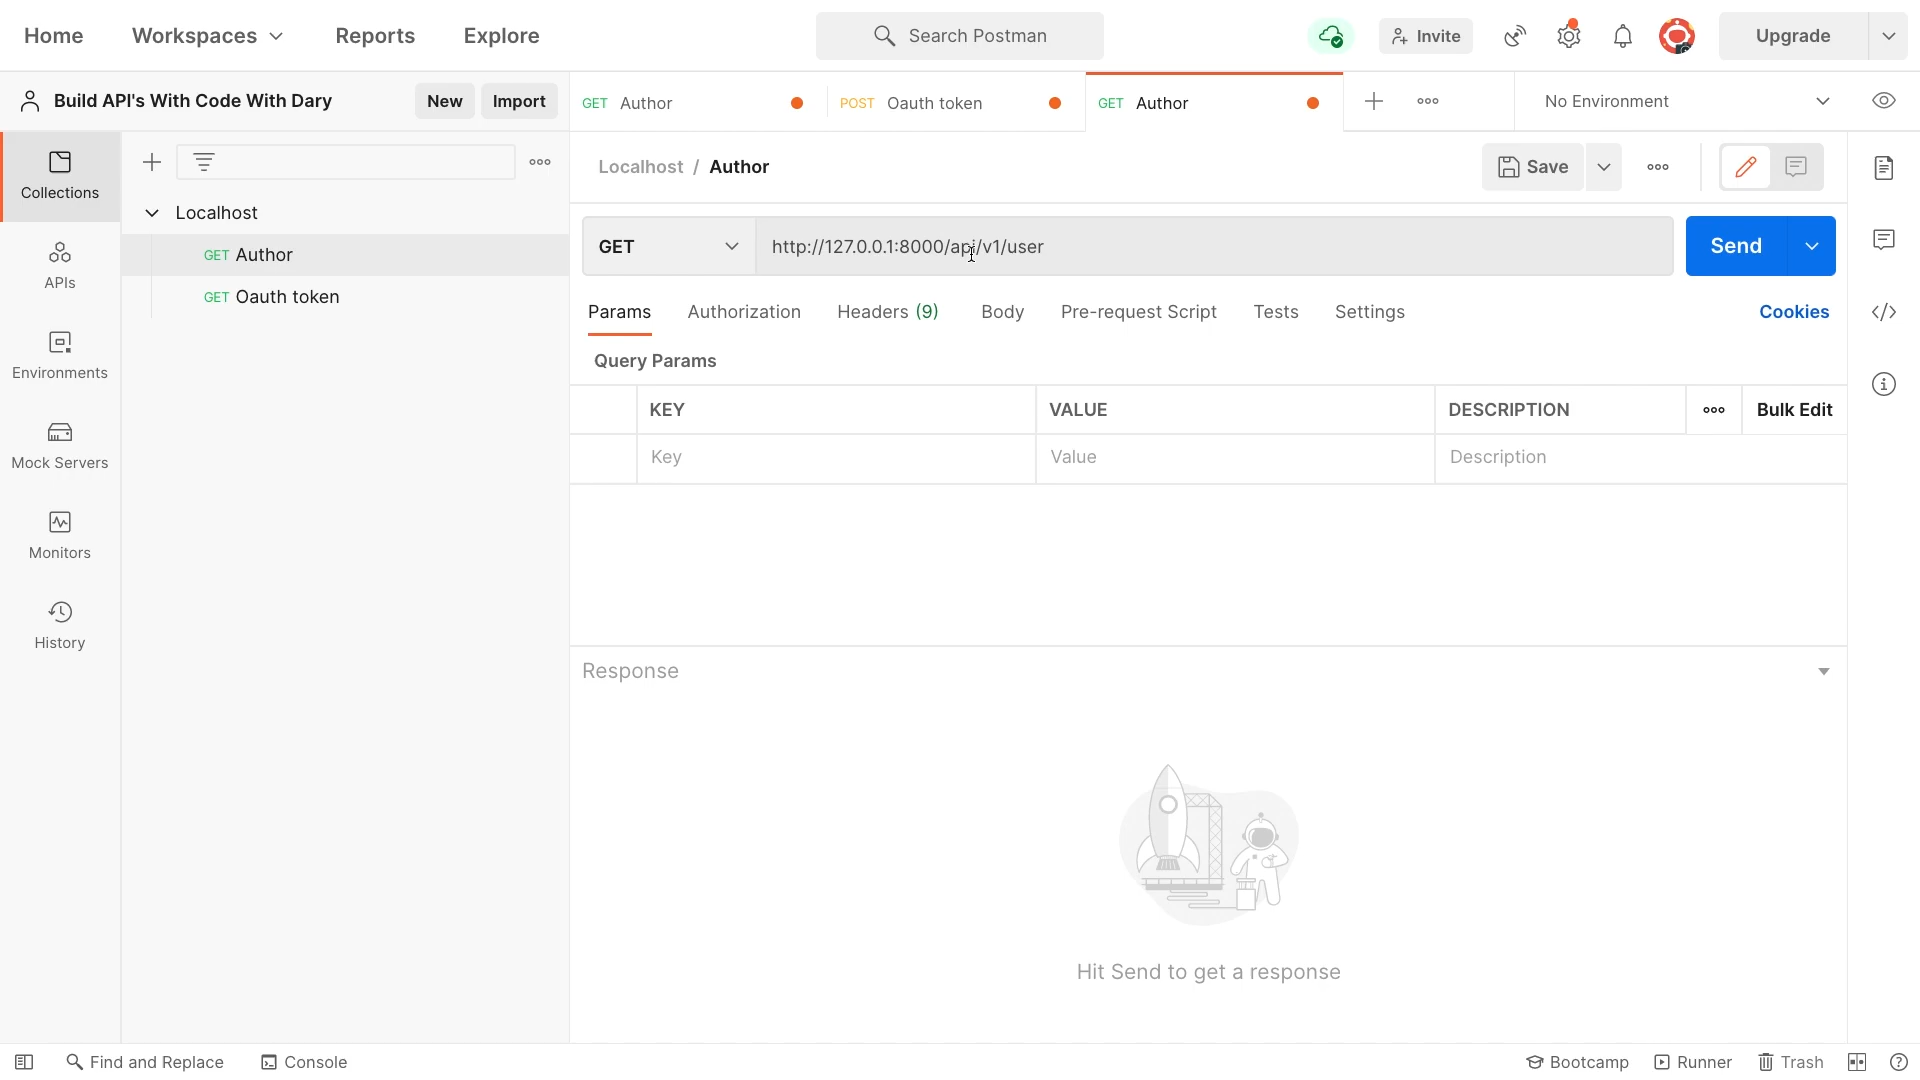 Home
Workspaces
Reports
Explore
Search Postman
Invite
Upgrade
Build API's With Code With Dary
New
Import
GET Author
POST Oauth token
GET Author
No Environment
Collections
APIs
Environments
Mock Servers
Monitors
History
Localhost
GET Author
GET Oauth token
Localhost / Author
Save
GET
http://127.0.0.1:8000/api/v1/user
Send
Params
Authorization
Headers (9)
Body
Pre-request Script
Tests
Settings
Cookies
Query Params
KEY
VALUE
DESCRIPTION
Bulk Edit
Key
Value
Description
Response
Hit Send to get a response
Find and Replace
Console
Bootcamp
Runner
Trash